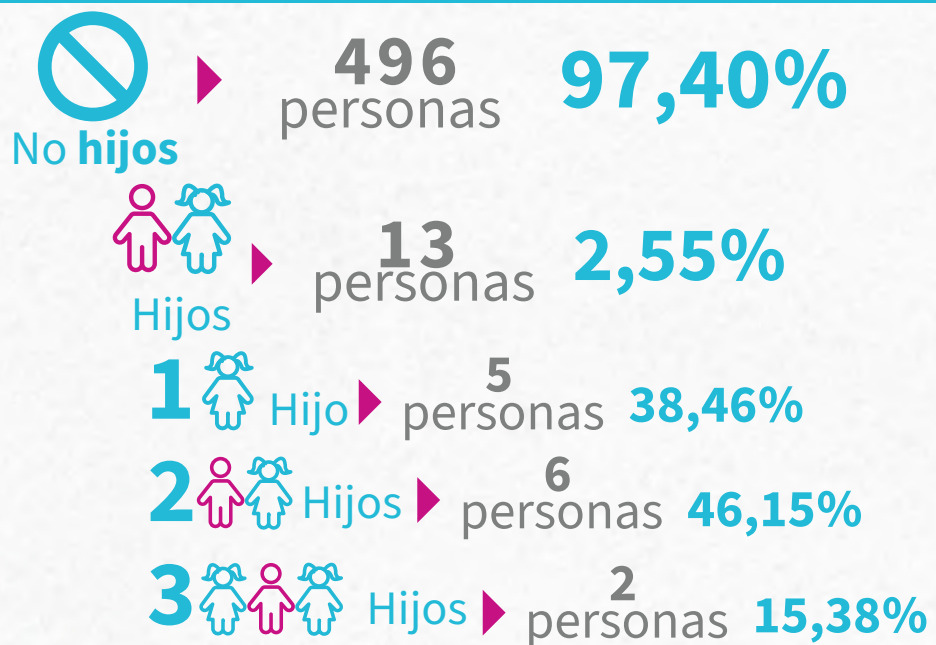 496
personas
97,40%
No hijos
13
personas
2,55%
Hijos
1 Hijo
5
personas
38,46%
2 Hijos
6
personas
46,15%
3 Hijos
2
personas
15,38%